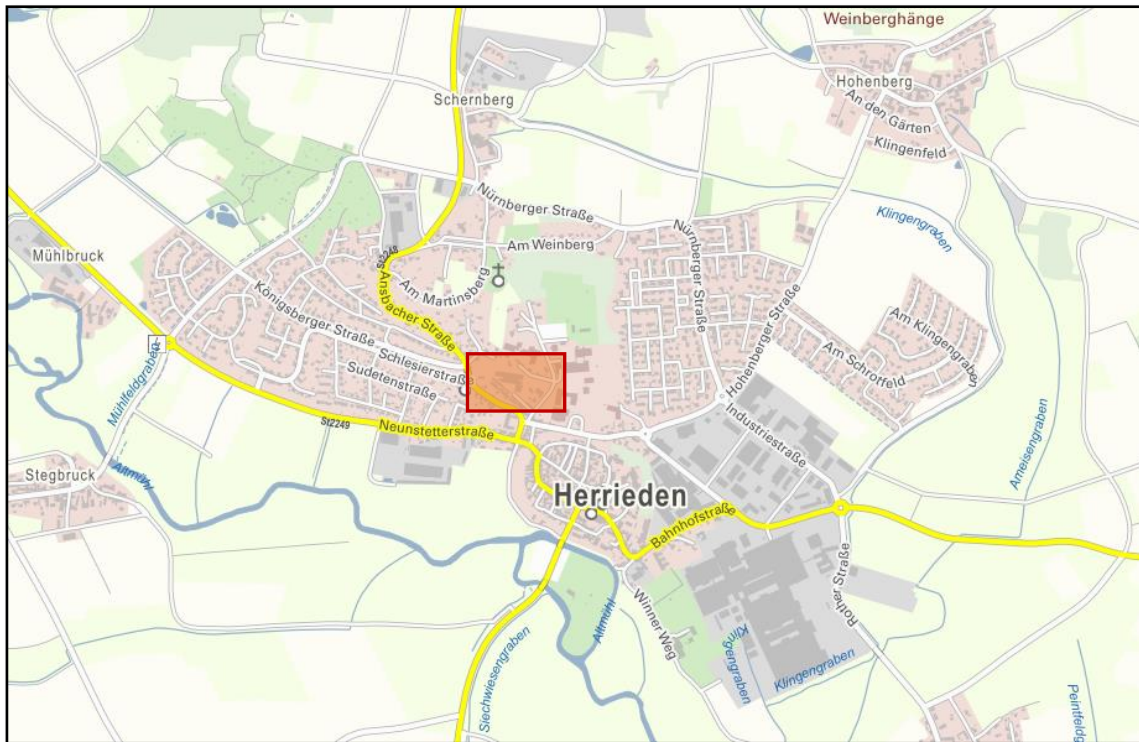 Weinberghänge
Hohenberg
An den Gärten
Klingenfeld
Schernberg
Nürnberger Straße
Klingengraben
Am Weinberg
Nürnberger Straße
Mühlbruck
St2248
Am Martinsberg
Ansbacher Straße
Königsberger Straße
Hohenberger Straße
Am Klingengraben
Am Schrotfeld
Schlesierstraße
Sudetenstraße
Mühlfeldgraben
St2249
Neunstetterstraße
Industriestraße
Ameisengraben
Stegbruck
Altmühl
Herrieden
Bahnhofstraße
Rother Straße
Winner Weg
Altmühl
Siechwiesengraben
Klingengraben
Klingengraben